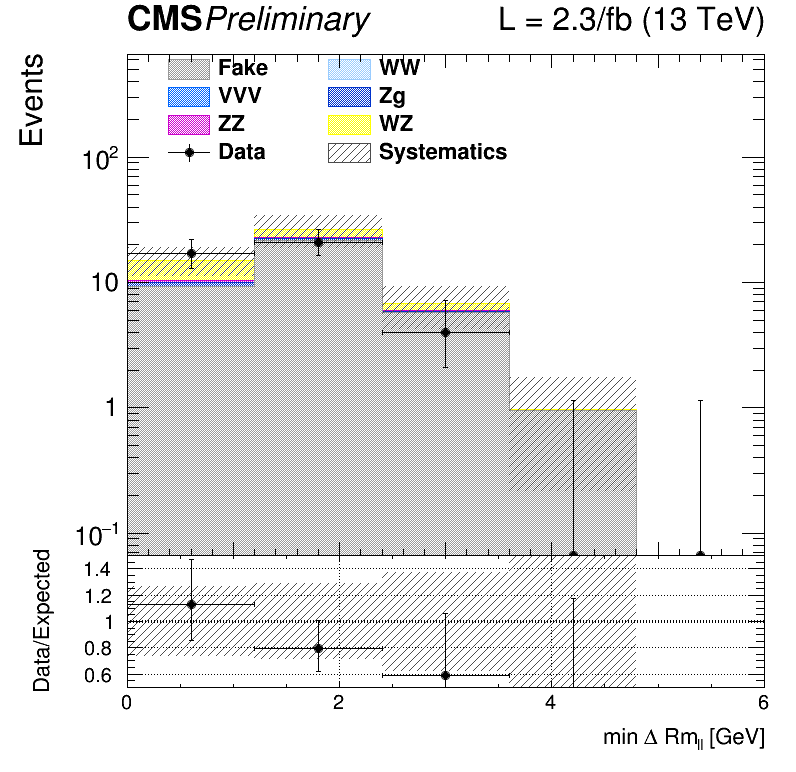 CMS Preliminary L = 2.3/fb (13 TeV)
Events
Fake WW
VVV Zg
ZZ WZ
Data Systematics
10²
10
1
10⁻¹
Data/Expected
1.4
1.2
1
0.8
0.6
0 2 4 6
min Δ Rm_ll [GeV]